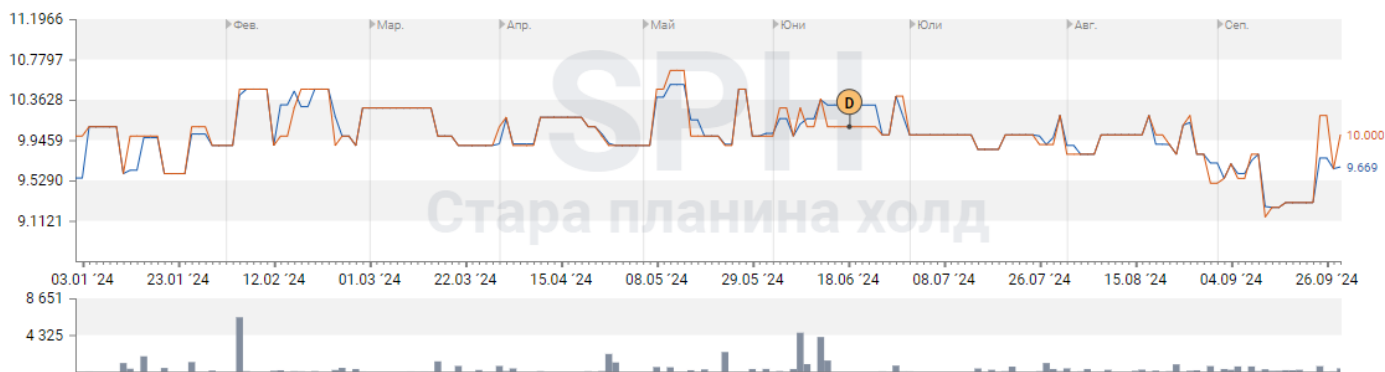 11.1966
Фев. Мар. Апр. Май Юни Юли Авг. Сеп.
10.7797
SPH
10.3628
D
9.9459
10.000
9.669
9.5290
9.1121
Стара планина холд
03.01 ′24 23.01 ′24 12.02 ′24 01.03 ′24 22.03 ′24 15.04 ′24 08.05 ′24 29.05 ′24 18.06 ′24 08.07 ′24 26.07 ′24 15.08 ′24 04.09 ′24 26.09 ′24
8 651
4 325